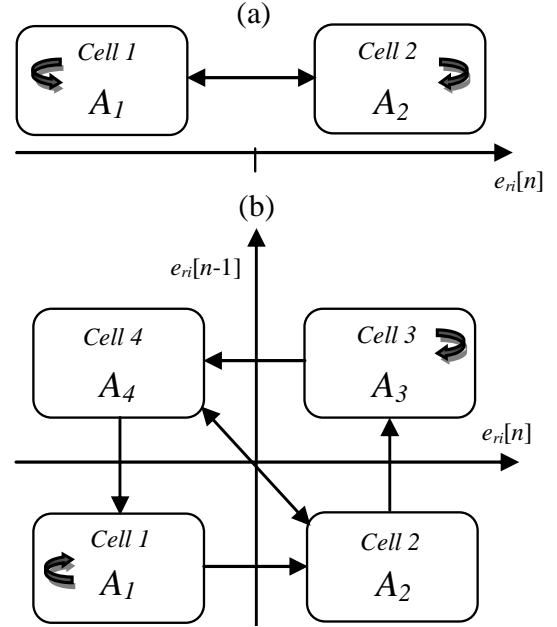 (a)
Cell 1
Cell 2
A1
A2
eri[n]
(b)
eri[n-1]
Cell 4
Cell 3
A4
A3
eri[n]
Cell 1
Cell 2
A1
A2